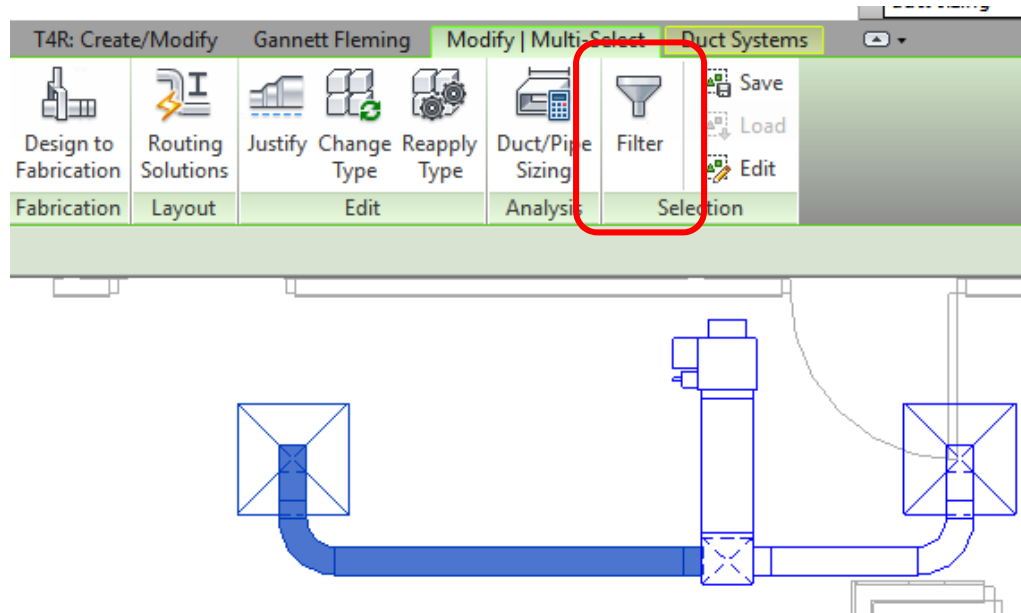 T4R: Create/Modify Gannett Fleming Modify | Multi-Select Duct Systems
Design to Fabrication
Routing Solutions
Justify
Change Type
Reapply Type
Duct/Pipe Sizing
Filter
Save
Load
Edit
Fabrication Layout Edit Analysis Selection